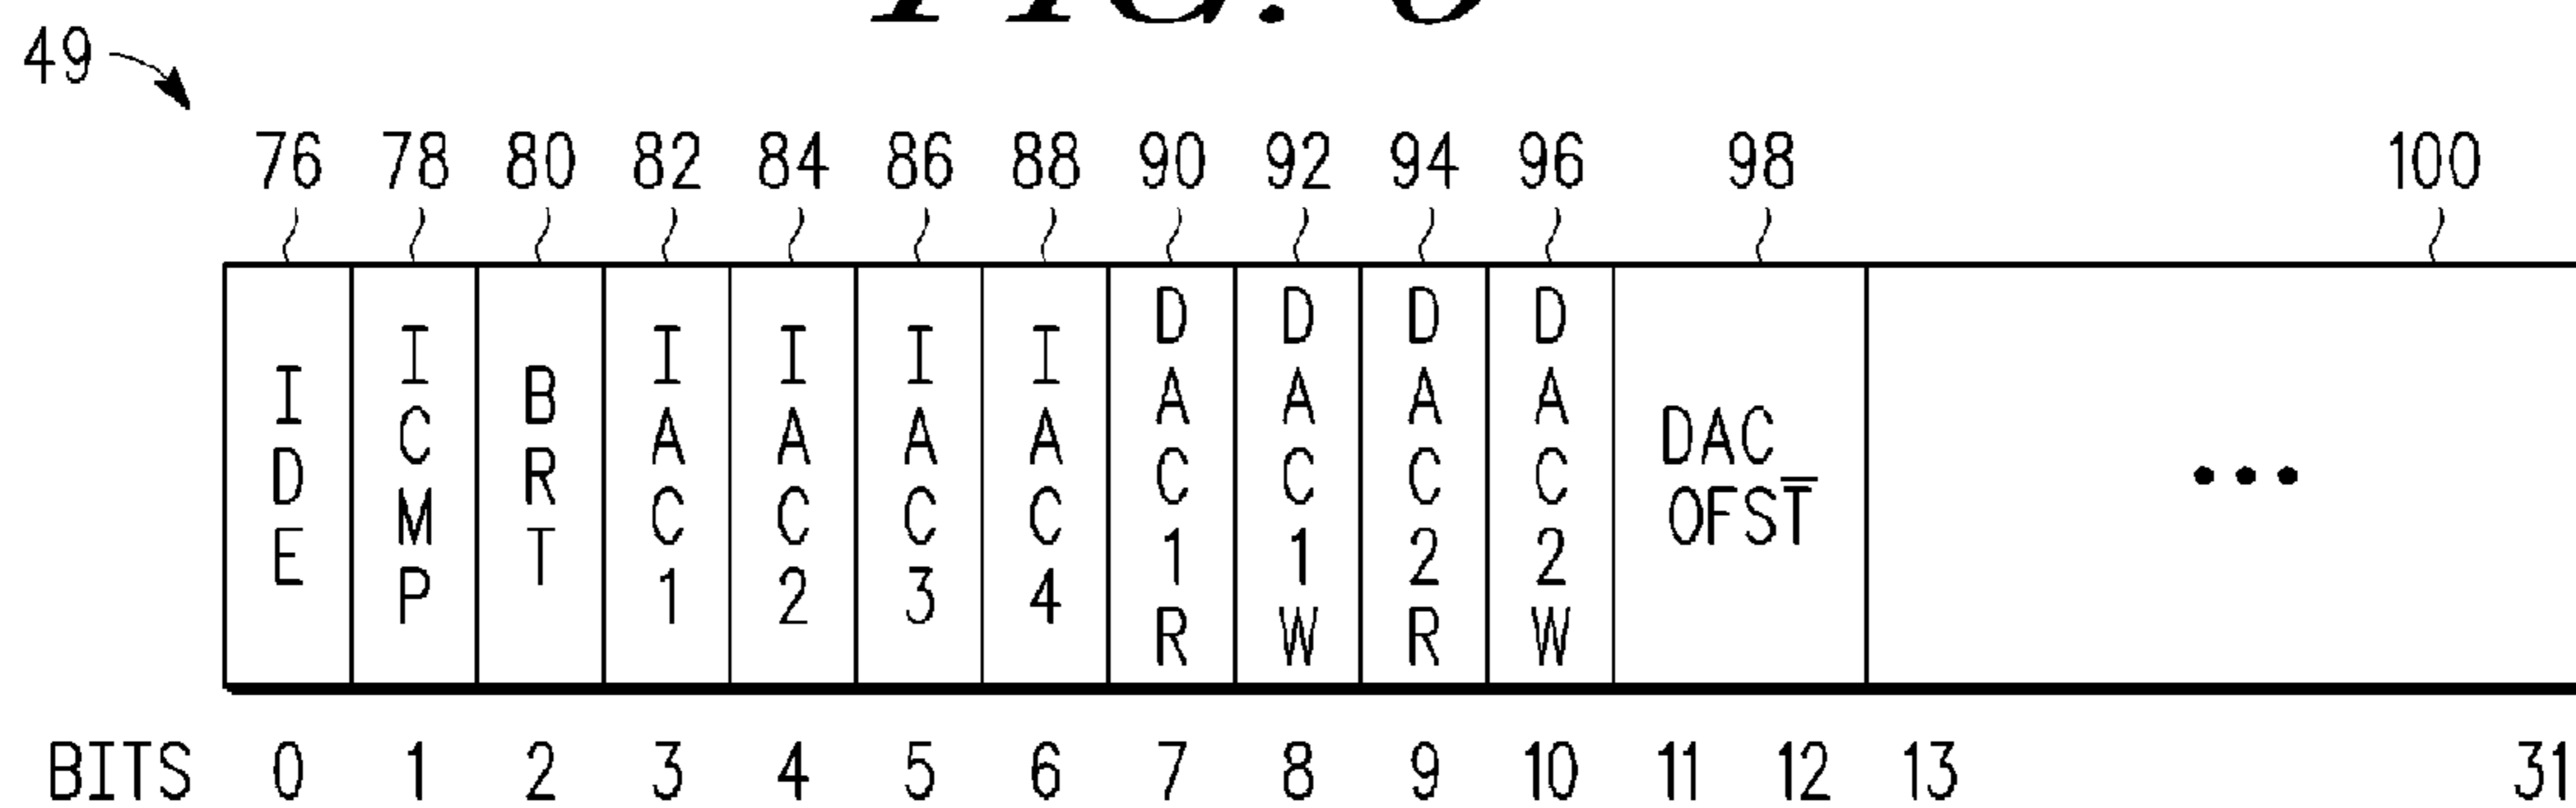 49
76 78 80 82 84 86 88 90 92 94 96 98 100
IDE ICMP BRT IAC1 IAC2 IAC3 IAC4 DAC1R DAC1W DAC2R DAC2W DAC
OFST̅ •••
BITS 0 1 2 3 4 5 6 7 8 9 10 11 12 13 31